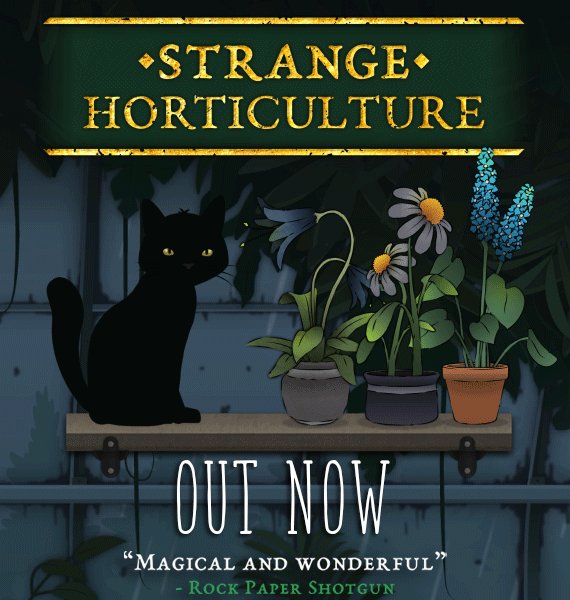 STRANGE
HORTICULTURE
OUT NOW
“MAGICAL AND WONDERFUL”
- ROCK PAPER SHOTGUN